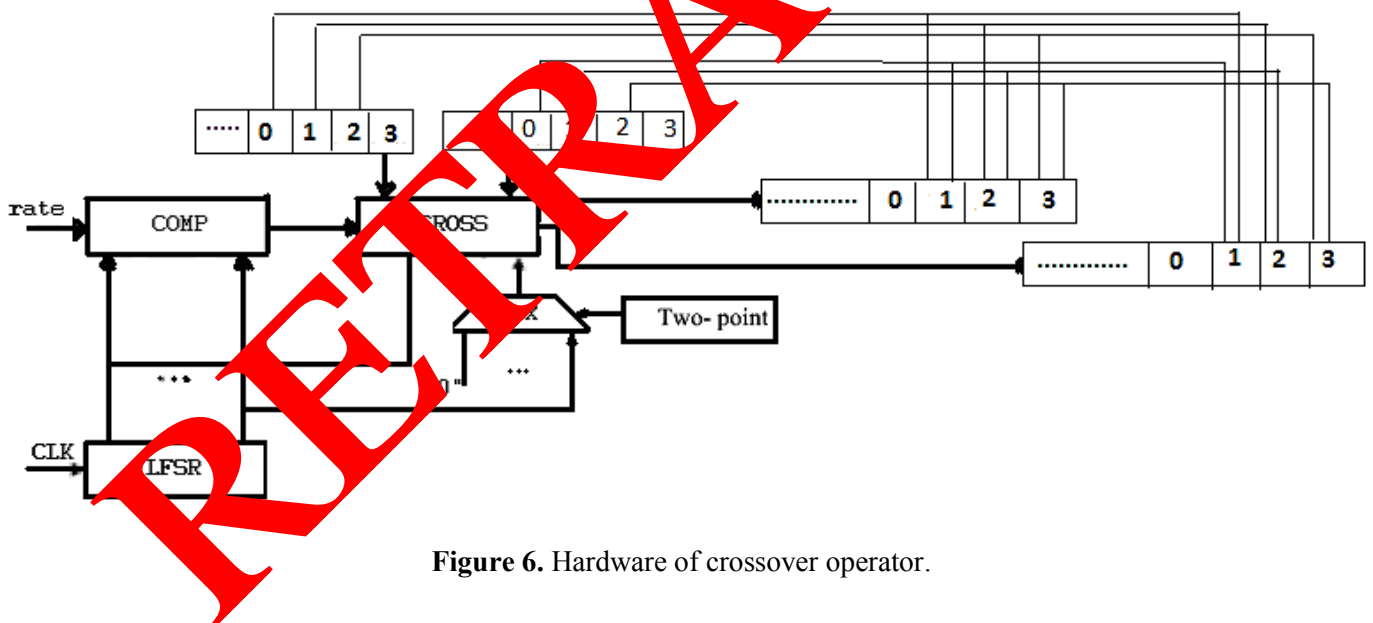 ..... 0 1 2 3
0 2 3
rate
COMP
ROSS
............. 0 1 2 3
............. 0 1 2 3
X
Two- point
...
0"
...
CLK
LFSR
RETRA
Figure 6. Hardware of crossover operator.